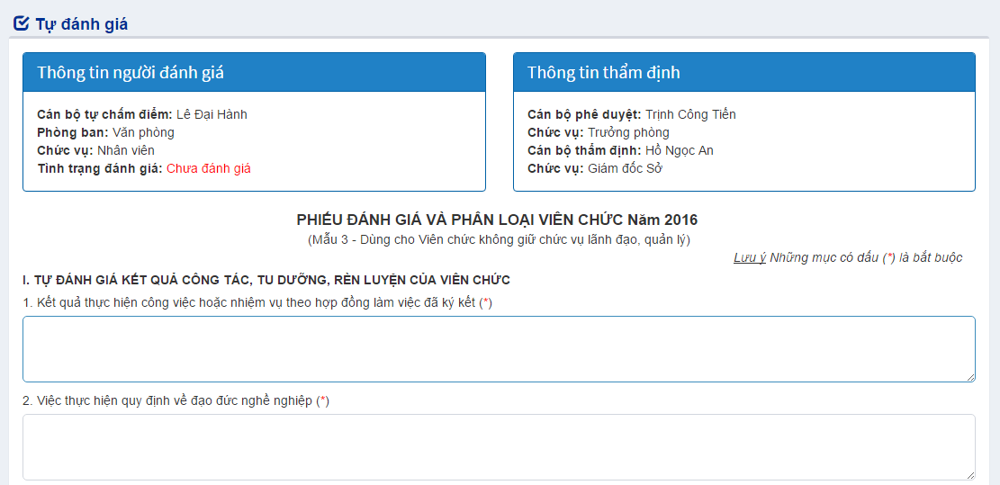 Tự đánh giá
Thông tin người đánh giá
Cán bộ tự chấm điểm: Lê Đại Hành
Phòng ban: Văn phòng
Chức vụ: Nhân viên
Tình trạng đánh giá: Chưa đánh giá
Thông tin thẩm định
Cán bộ phê duyệt: Trịnh Công Tiến
Chức vụ: Trưởng phòng
Cán bộ thẩm định: Hồ Ngọc An
Chức vụ: Giám đốc Sở
PHIẾU ĐÁNH GIÁ VÀ PHÂN LOẠI VIÊN CHỨC Năm 2016
(Mẫu 3 - Dùng cho Viên chức không giữ chức vụ lãnh đạo, quản lý)
Lưu ý Những mục có dấu (*) là bắt buộc
I. TỰ ĐÁNH GIÁ KẾT QUẢ CÔNG TÁC, TU DƯỠNG, RÈN LUYỆN CỦA VIÊN CHỨC
1. Kết quả thực hiện công việc hoặc nhiệm vụ theo hợp đồng làm việc đã ký kết (*)
2. Việc thực hiện quy định về đạo đức nghề nghiệp (*)